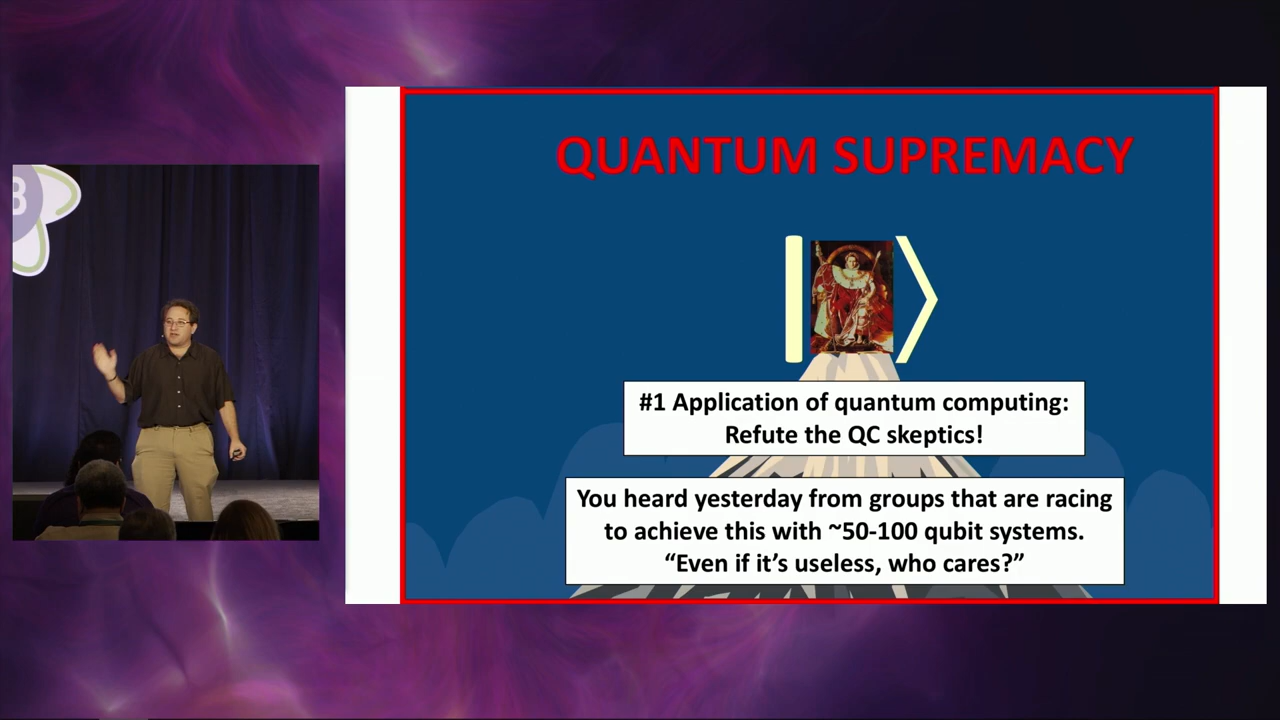 B
QUANTUM SUPREMACY
#1 Application of quantum computing:
Refute the QC skeptics!
You heard yesterday from groups that are racing
to achieve this with ~50-100 qubit systems.
“Even if it’s useless, who cares?”